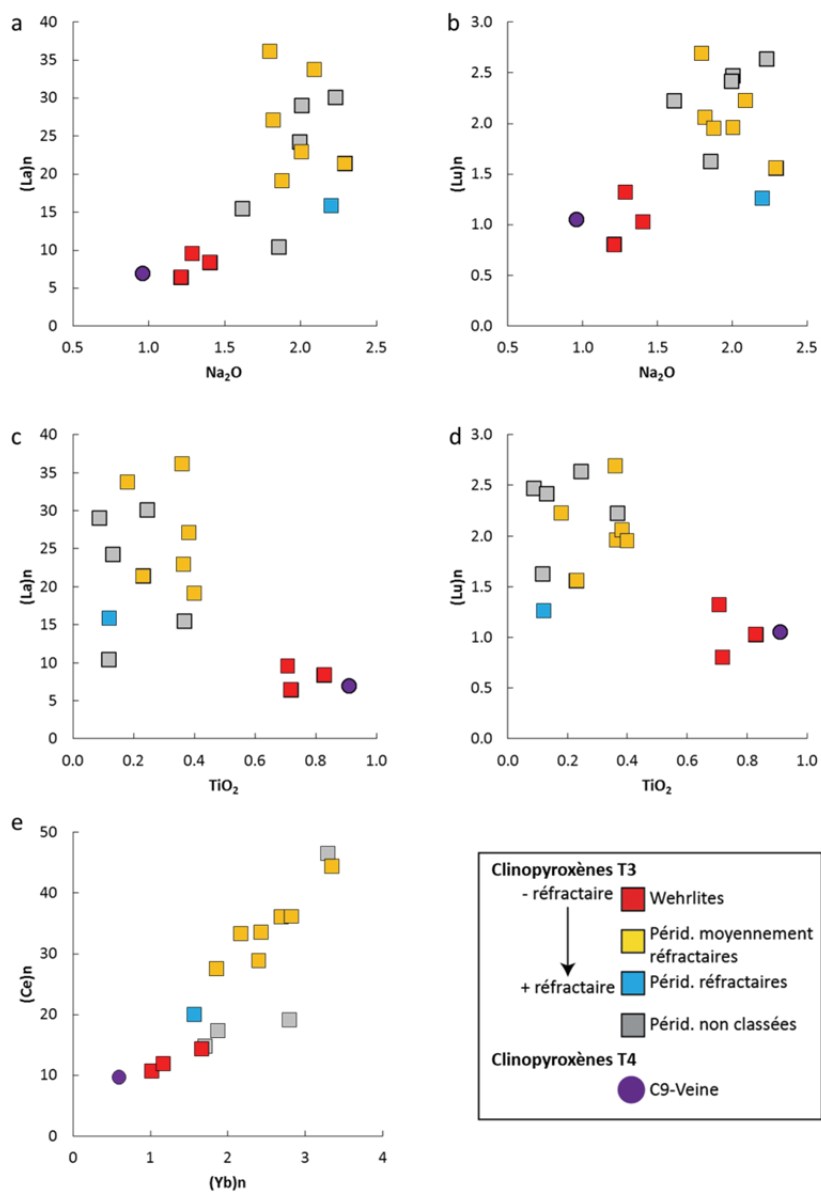 a
40
35
30
25
20
15
10
5
0
(La)n
0.5 1.0 1.5 2.0 2.5
Na₂O
b
3.0
2.5
2.0
1.5
1.0
0.5
0.0
(Lu)n
0.5 1.0 1.5 2.0 2.5
Na₂O
c
40
35
30
25
20
15
10
5
0
(La)n
0.0 0.2 0.4 0.6 0.8 1.0
TiO₂
d
3.0
2.5
2.0
1.5
1.0
0.5
0.0
(Lu)n
0.0 0.2 0.4 0.6 0.8 1.0
TiO₂
e
50
40
30
20
10
0
(Ce)n
0 1 2 3 4
(Yb)n
Clinopyroxènes T3
- réfractaire
+ réfractaire
Wehrlites
Périd. moyennement
réfractaires
Périd. réfractaires
Périd. non classées
Clinopyroxènes T4
C9-Veine